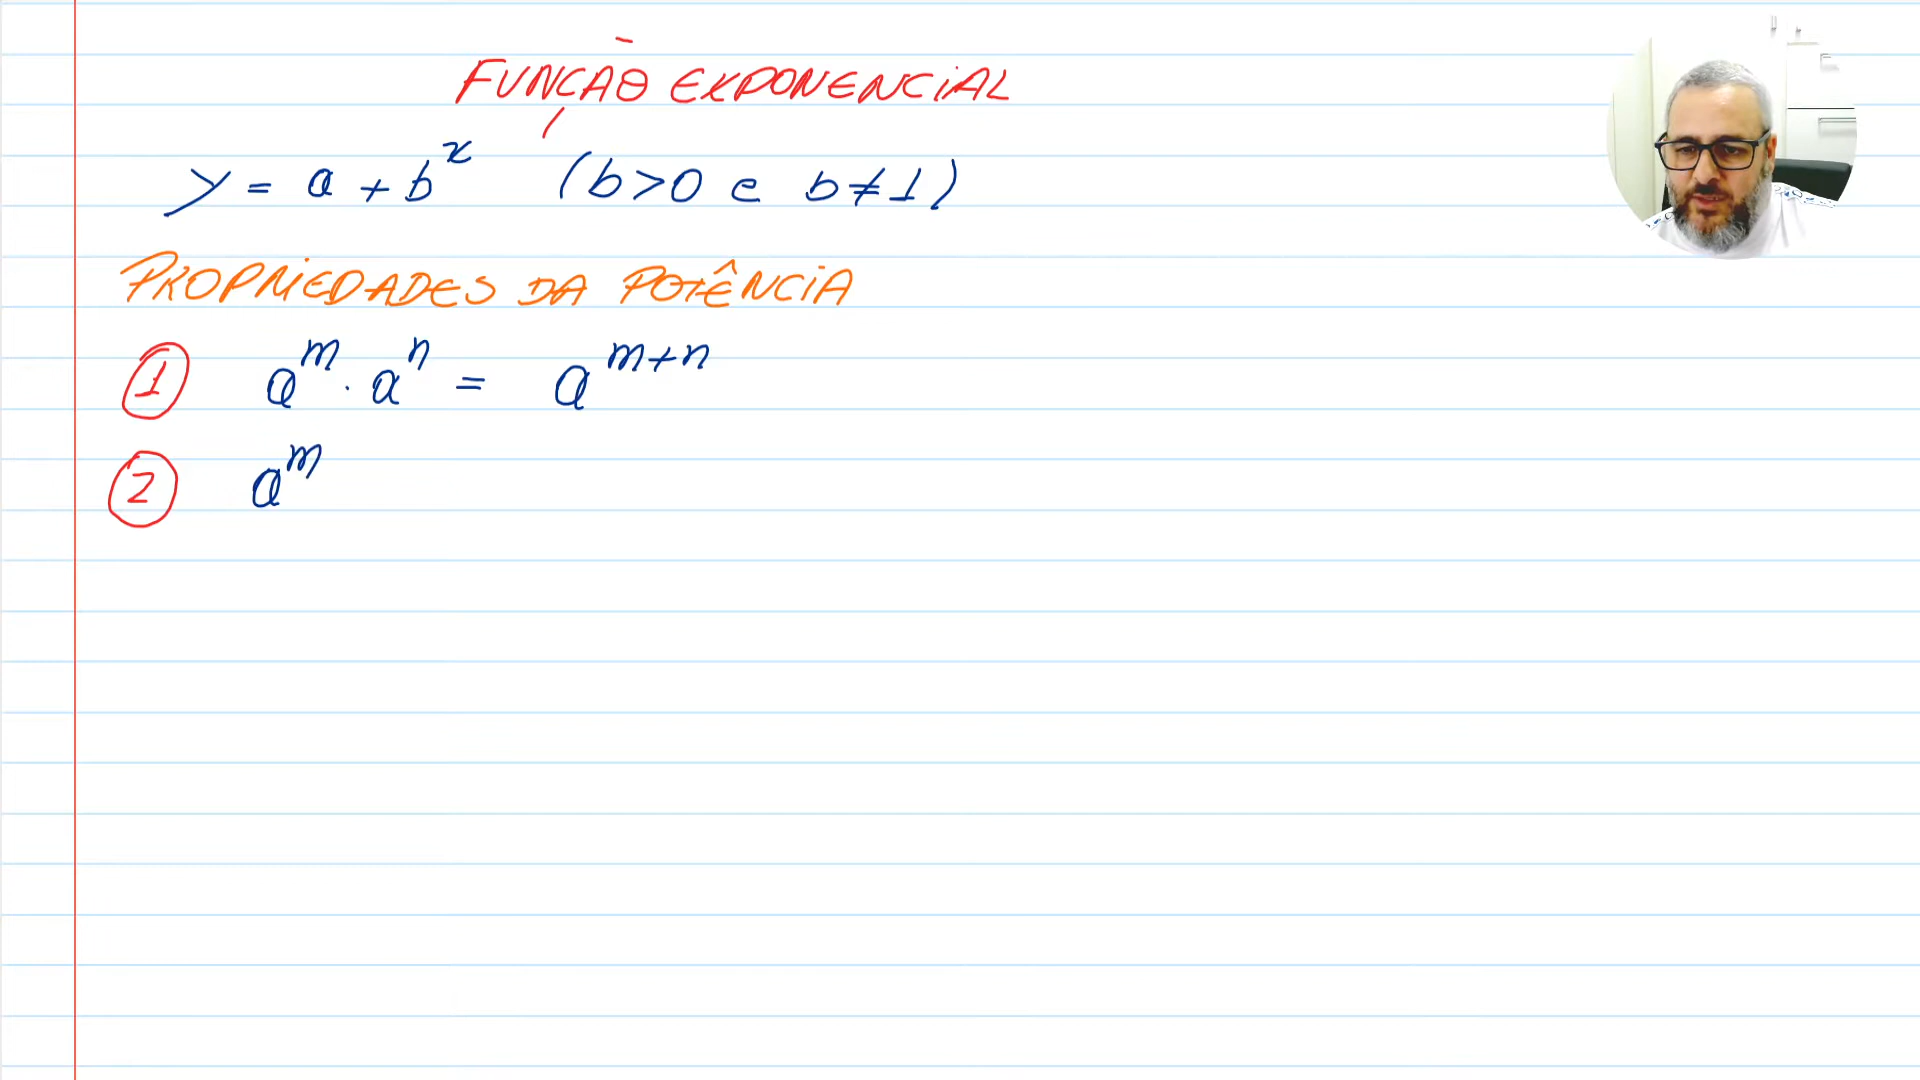 FUNÇÃO EXPONENCIAL
y = a + b^x (b>0 e b≠1)
PROPRIEDADES DA POTÊNCIA
1 a^m . a^n = a^m+n
2 a^m